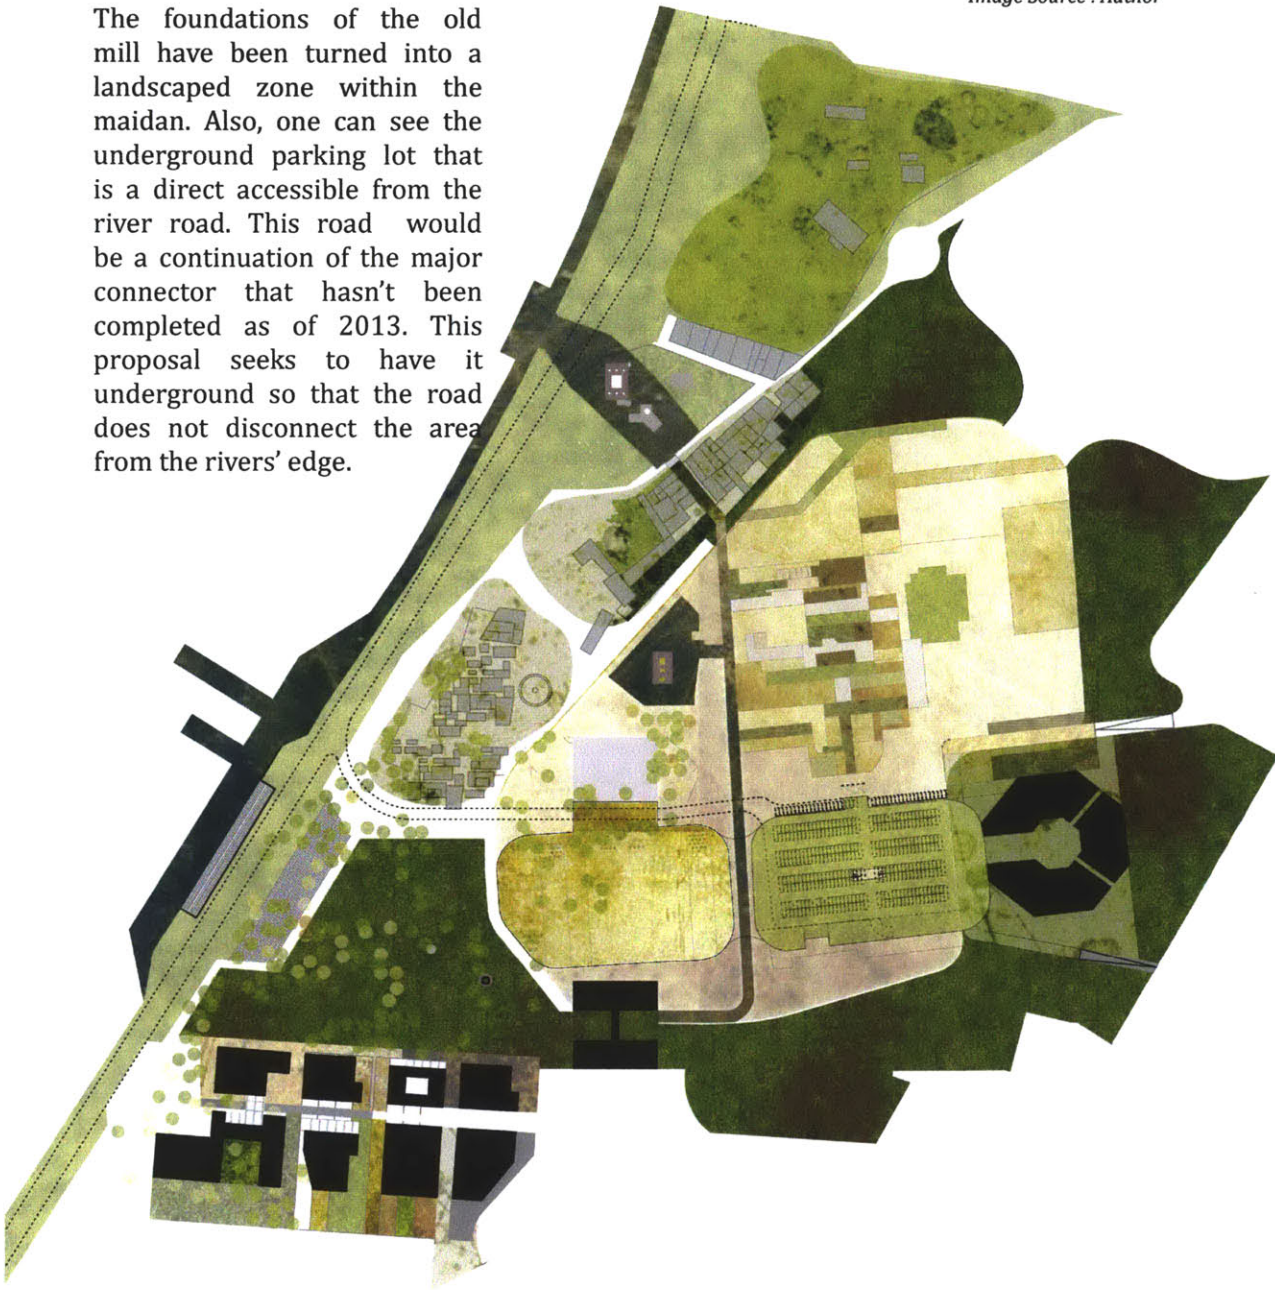 Image Source : Author
The foundations of the old
mill have been turned into a
landscaped zone within the
maidan. Also, one can see the
underground parking lot that
is a direct accessible from the
river road. This road would
be a continuation of the major
connector that hasn't been
completed as of 2013. This
proposal seeks to have it
underground so that the road
does not disconnect the area
from the rivers' edge.